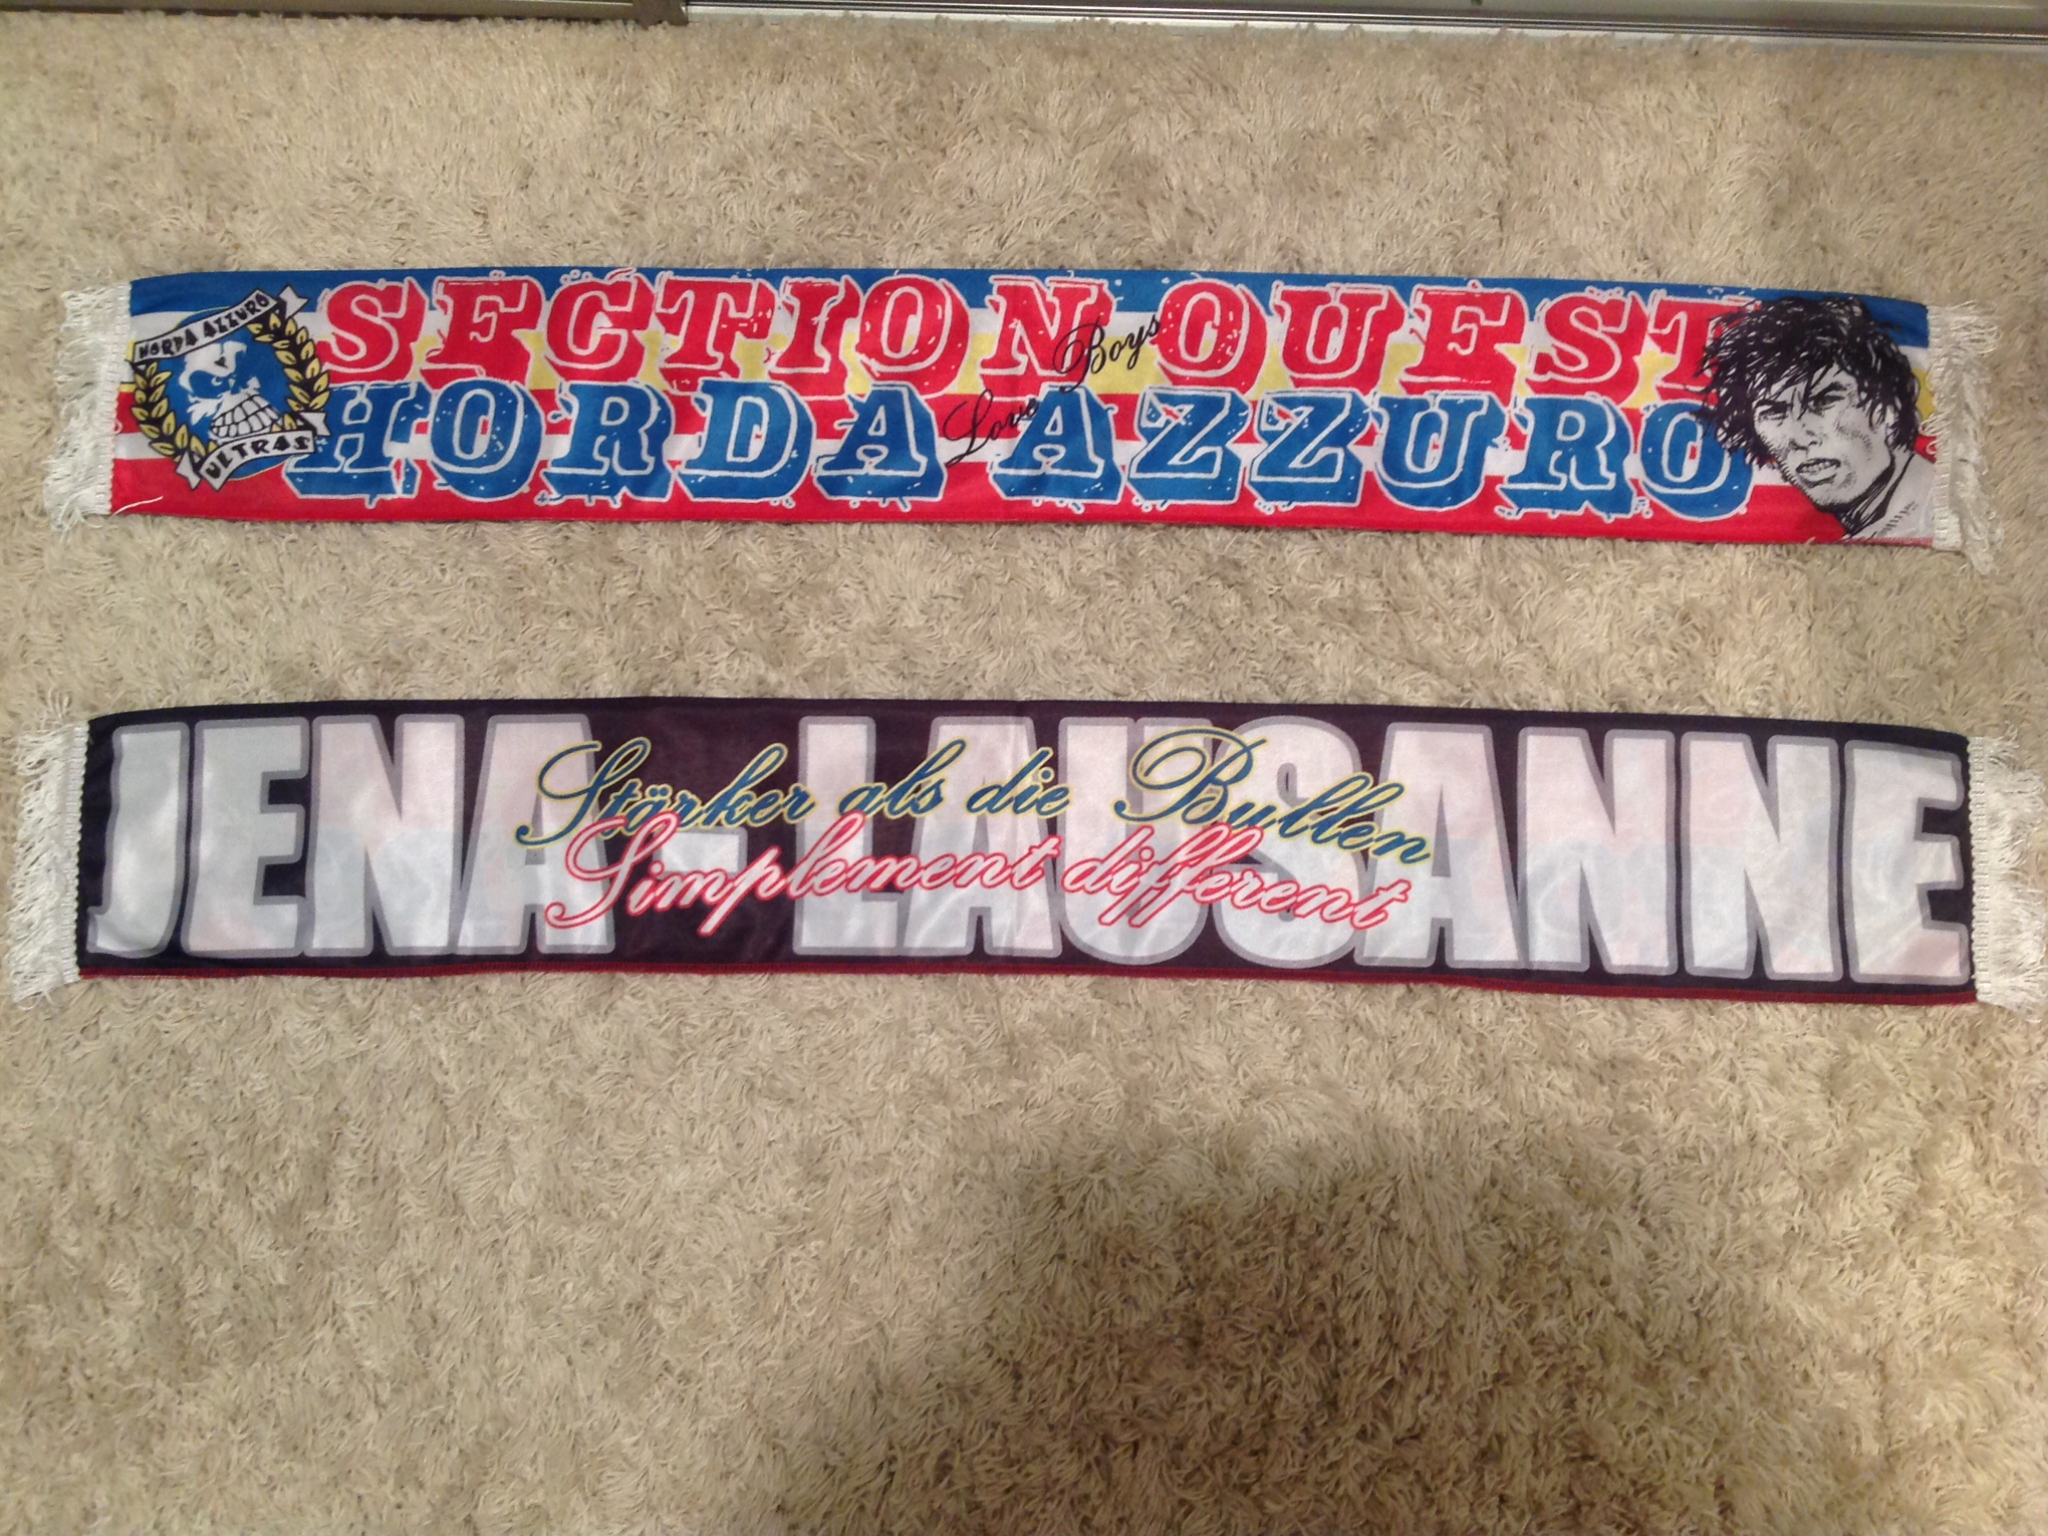 HORDA AZZURO
ULTRAS
SECTION OUEST
Love Boys
HORDA AZZURO
JENA-LAUSANNE
Stärker als die Bullen
Simplement different